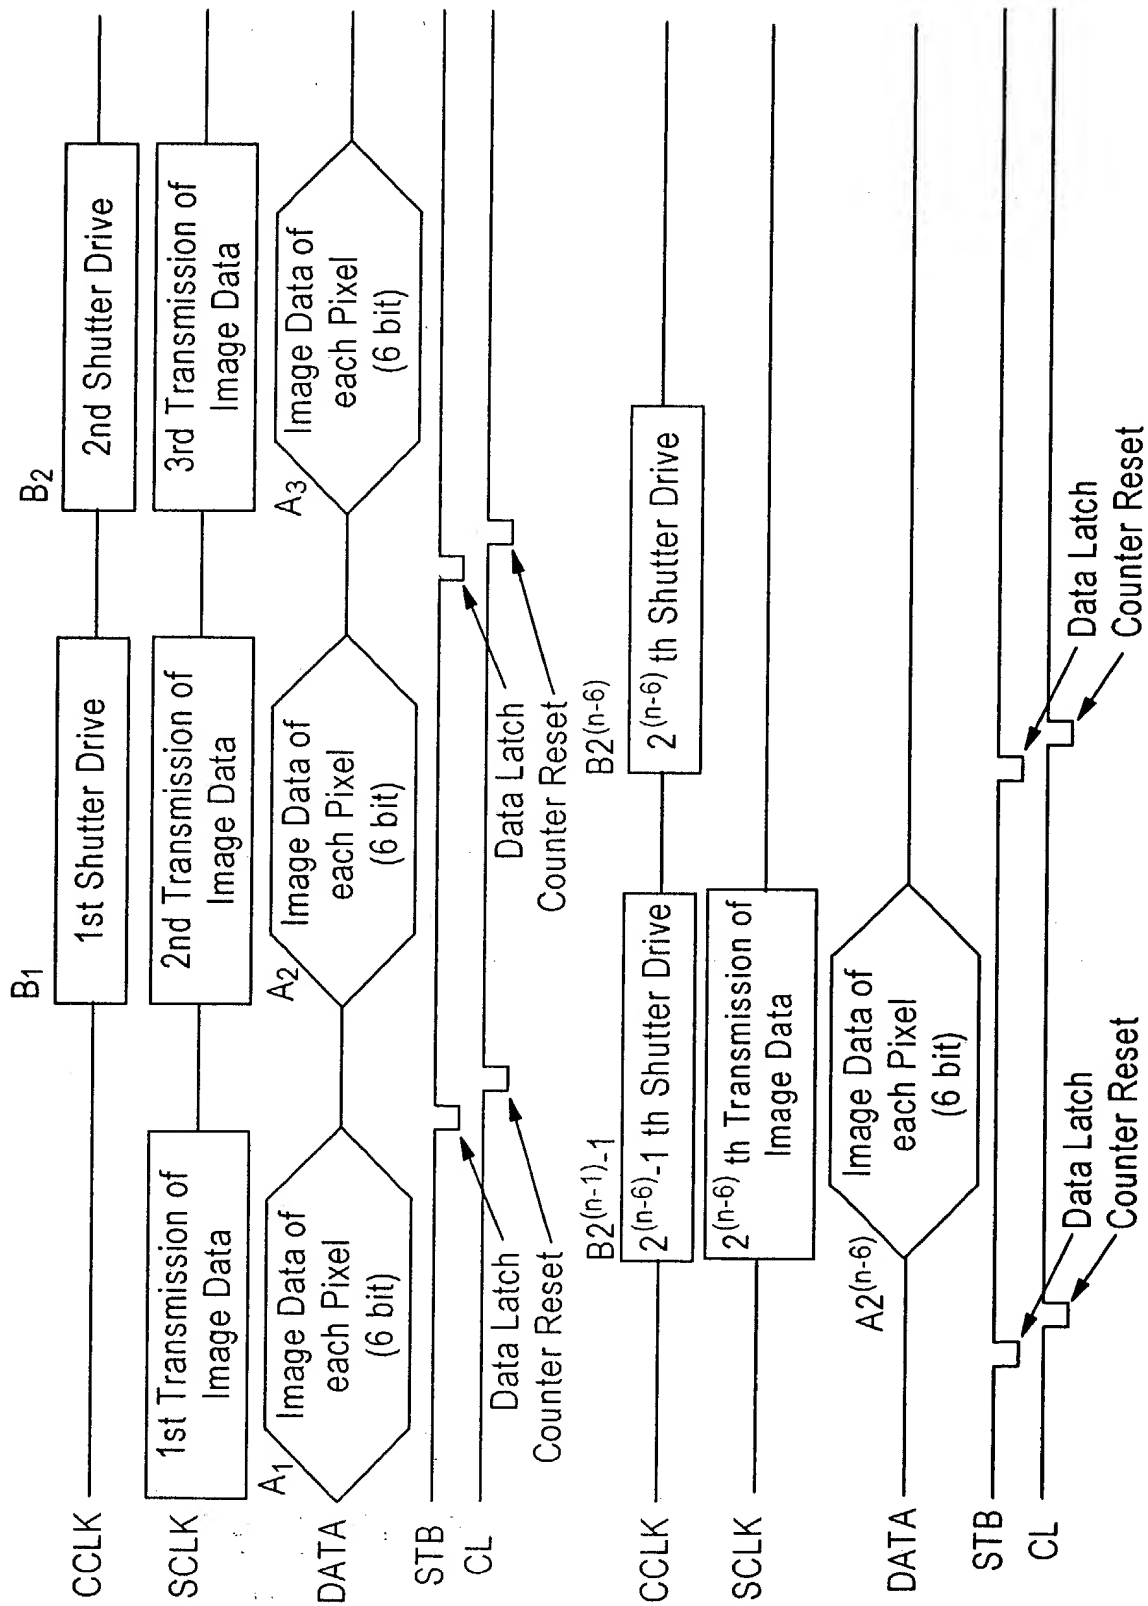 CCLK
B1
1st Shutter Drive
B2
2nd Shutter Drive
SCLK
1st Transmission of
Image Data
2nd Transmission of
Image Data
3rd Transmission of
Image Data
DATA
A1
Image Data of
each Pixel
(6 bit)
A2
Image Data of
each Pixel
(6 bit)
A3
Image Data of
each Pixel
(6 bit)
STB
CL
Data Latch
Counter Reset
Data Latch
Counter Reset
CCLK
B2(n-1)-1
2(n-6)-1 th Shutter Drive
B2(n-6)
2(n-6) th Shutter Drive
SCLK
2(n-6) th Transmission of
Image Data
DATA
A2(n-6)
Image Data of
each Pixel
(6 bit)
STB
CL
Data Latch
Counter Reset
Data Latch
Counter Reset